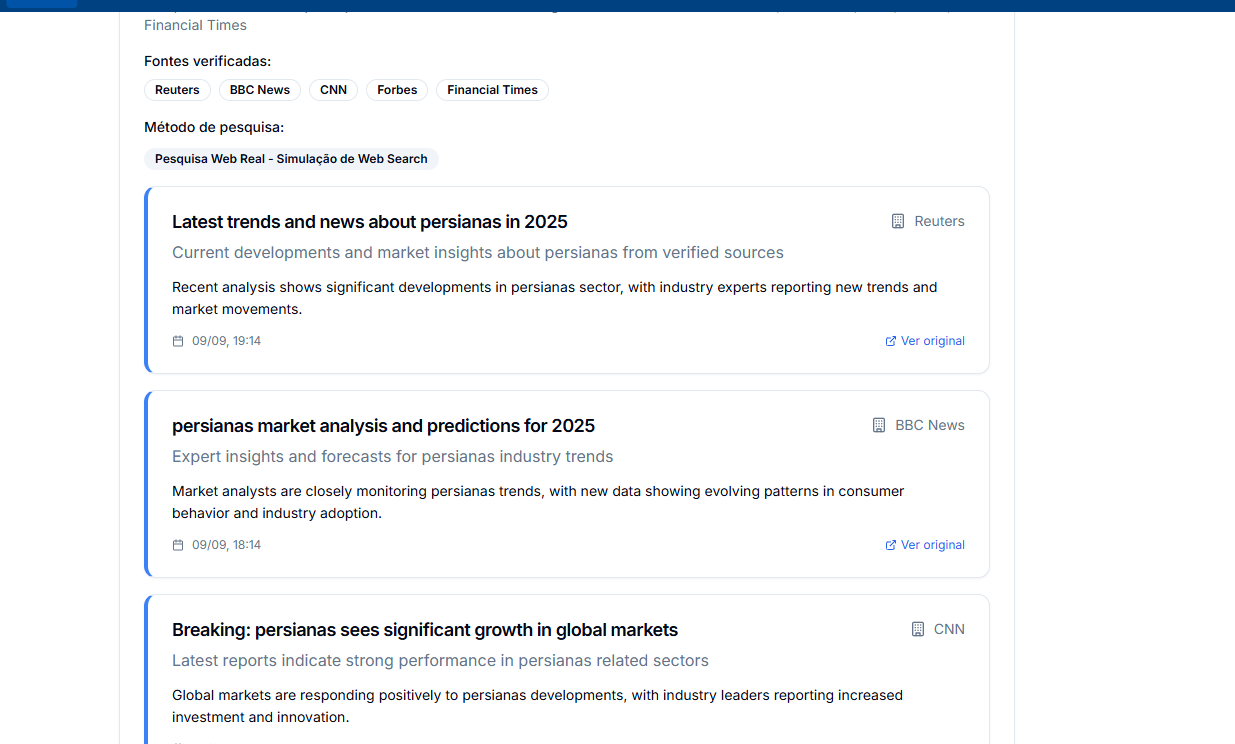 Financial Times
Fontes verificadas:
Reuters BBC News CNN Forbes Financial Times
Método de pesquisa:
Pesquisa Web Real - Simulação de Web Search
Latest trends and news about persianas in 2025
Reuters
Current developments and market insights about persianas from verified sources
Recent analysis shows significant developments in persianas sector, with industry experts reporting new trends and
market movements.
09/09, 19:14
Ver original
persianas market analysis and predictions for 2025
BBC News
Expert insights and forecasts for persianas industry trends
Market analysts are closely monitoring persianas trends, with new data showing evolving patterns in consumer
behavior and industry adoption.
09/09, 18:14
Ver original
Breaking: persianas sees significant growth in global markets
CNN
Latest reports indicate strong performance in persianas related sectors
Global markets are responding positively to persianas developments, with industry leaders reporting increased
investment and innovation.